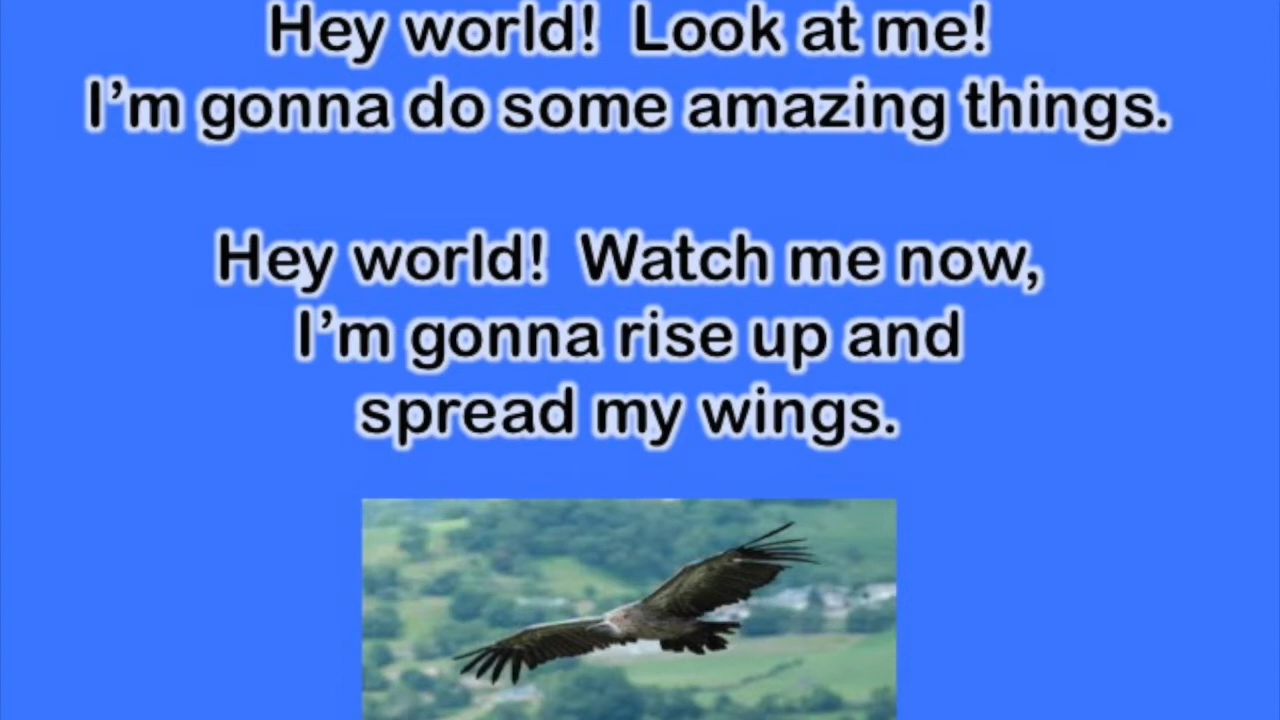 Hey world!  Look at me!
I’m gonna do some amazing things.
Hey world!  Watch me now,
I’m gonna rise up and
spread my wings.